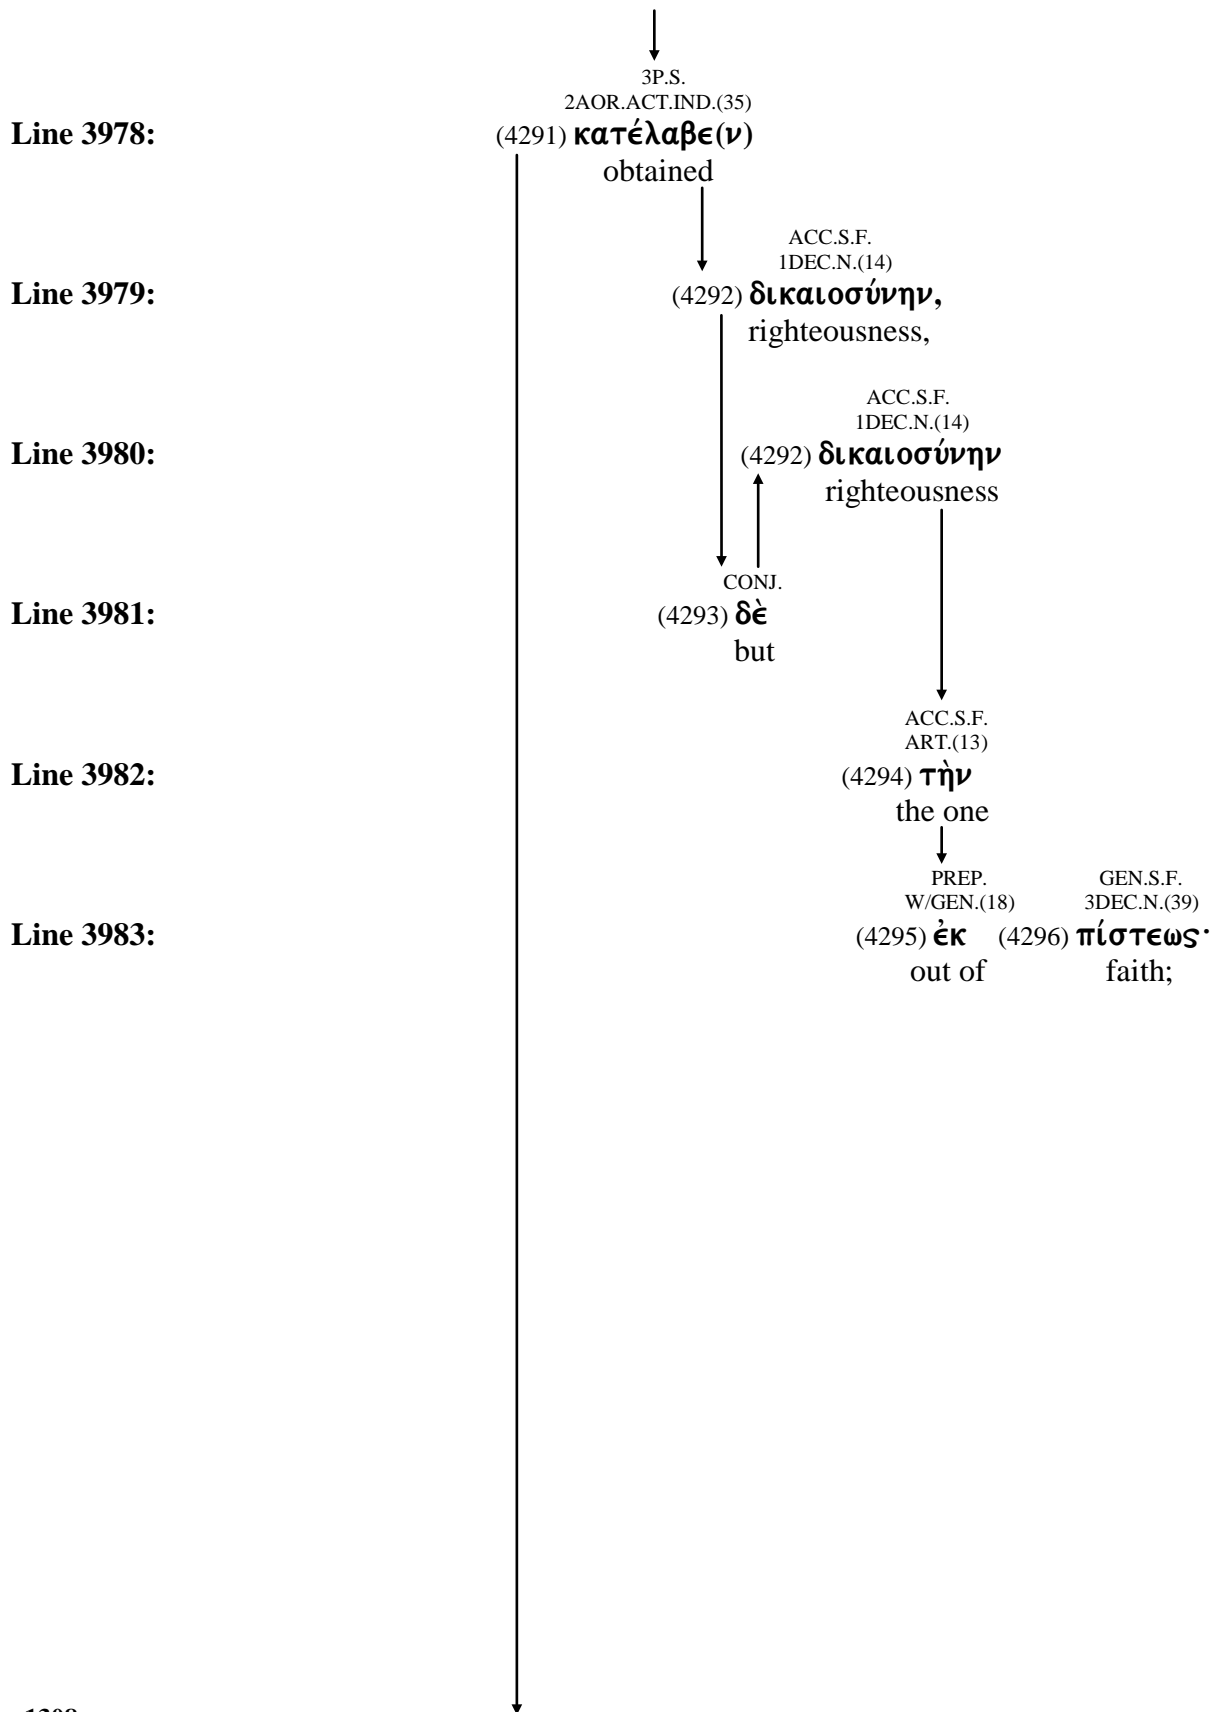 3P.S.
2AOR.ACT.IND.(35)
Line 3978: (4291) κατέλαβε(ν)
obtained
ACC.S.F.
1DEC.N.(14)
Line 3979: (4292) δικαιοσύνην,
righteousness,
ACC.S.F.
1DEC.N.(14)
Line 3980: (4292) δικαιοσύνην
righteousness
CONJ.
Line 3981: (4293) δὲ
but
ACC.S.F.
ART.(13)
Line 3982: (4294) τὴν
the one
PREP. GEN.S.F.
W/GEN.(18) 3DEC.N.(39)
Line 3983: (4295) ἐκ (4296) πίστεως·
out of faith;